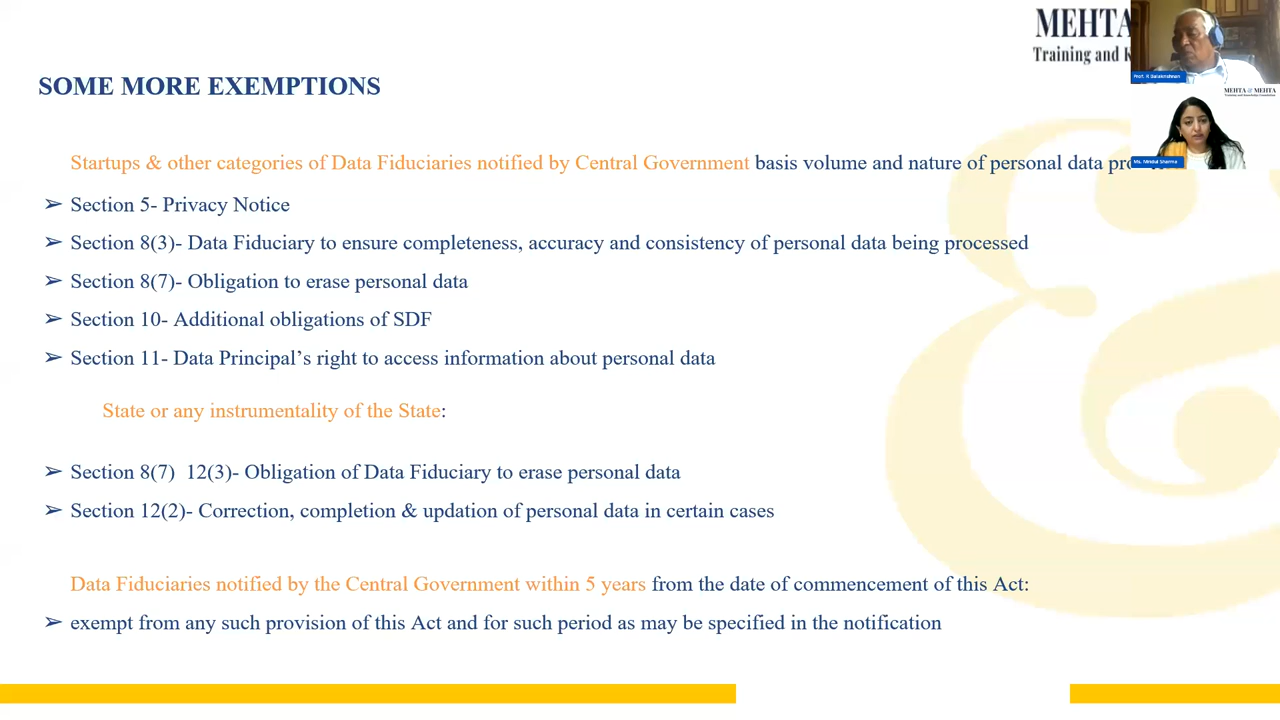 MEHTA
Training and K
Prof. R Balakrishnan
MEHTA & MEHTA
Training and Knowledge Foundation
Ms. Mridul Sharma
SOME MORE EXEMPTIONS
Startups & other categories of Data Fiduciaries notified by Central Government basis volume and nature of personal data
➢ Section 5- Privacy Notice
➢ Section 8(3)- Data Fiduciary to ensure completeness, accuracy and consistency of personal data being processed
➢ Section 8(7)- Obligation to erase personal data
➢ Section 10- Additional obligations of SDF
➢ Section 11- Data Principal’s right to access information about personal data
State or any instrumentality of the State:
➢ Section 8(7) 12(3)- Obligation of Data Fiduciary to erase personal data
➢ Section 12(2)- Correction, completion & updation of personal data in certain cases
Data Fiduciaries notified by the Central Government within 5 years from the date of commencement of this Act:
➢ exempt from any such provision of this Act and for such period as may be specified in the notification